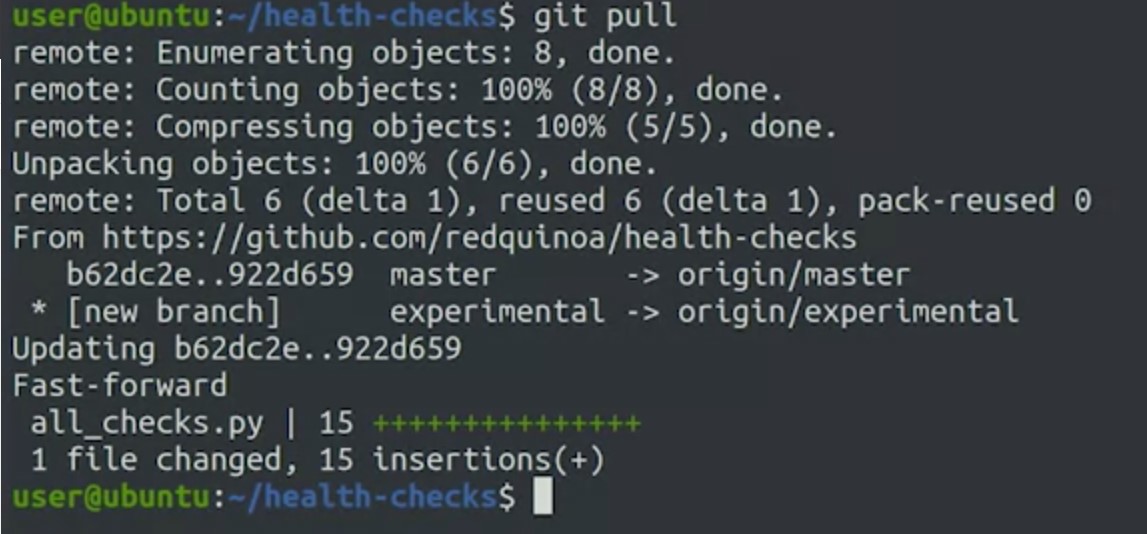 user@ubuntu:~/health-checks$ git pull
remote: Enumerating objects: 8, done.
remote: Counting objects: 100% (8/8), done.
remote: Compressing objects: 100% (5/5), done.
Unpacking objects: 100% (6/6), done.
remote: Total 6 (delta 1), reused 6 (delta 1), pack-reused 0
From https://github.com/redquinoa/health-checks
   b62dc2e..922d659  master       -> origin/master
 * [new branch]      experimental -> origin/experimental
Updating b62dc2e..922d659
Fast-forward
 all_checks.py | 15 +++++++++++++++
 1 file changed, 15 insertions(+)
user@ubuntu:~/health-checks$